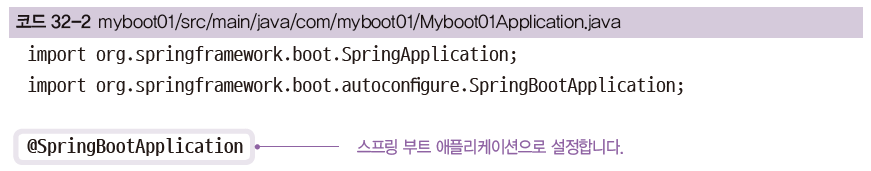 코드 32-2 myboot01/src/main/java/com/myboot01/Myboot01Application.java
import org.springframework.boot.SpringApplication;
import org.springframework.boot.autoconfigure.SpringBootApplication;
@SpringBootApplication 스프링 부트 애플리케이션으로 설정합니다.